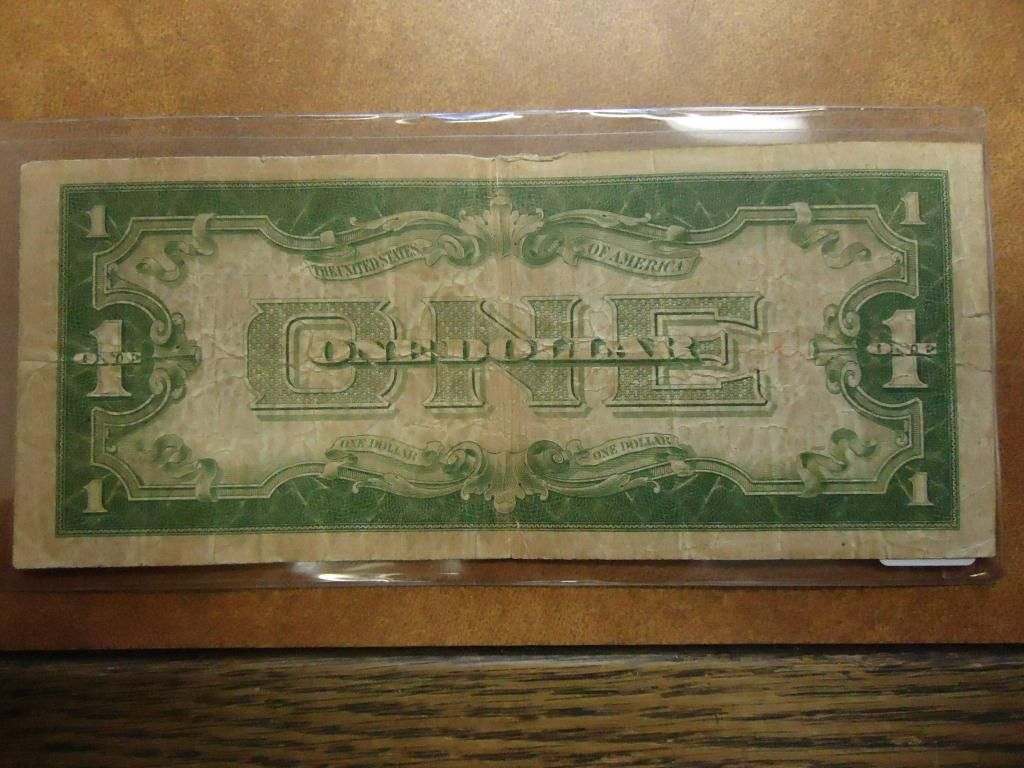 1 1
THE UNITED STATES OF AMERICA
ONE
1 ONE ONE DOLLAR 1 ONE
ONE DOLLAR ONE DOLLAR
1 1